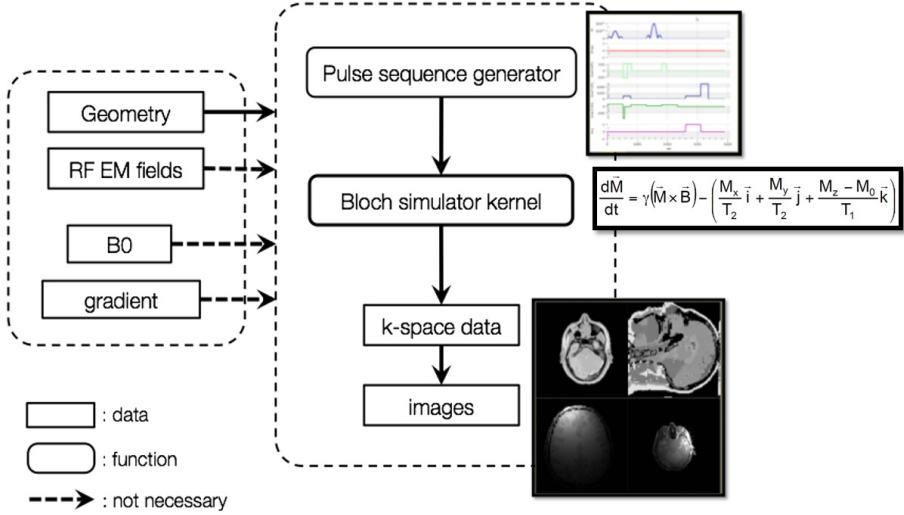 Pulse sequence generator
Geometry
RF EM fields
Bloch simulator kernel
dM⃗/dt = γ(M⃗ × B⃗) − (Mx/T2 i⃗ + My/T2 j⃗ + Mz − M0/T1 k⃗)
B0
gradient
k-space data
images
: data
: function
: not necessary